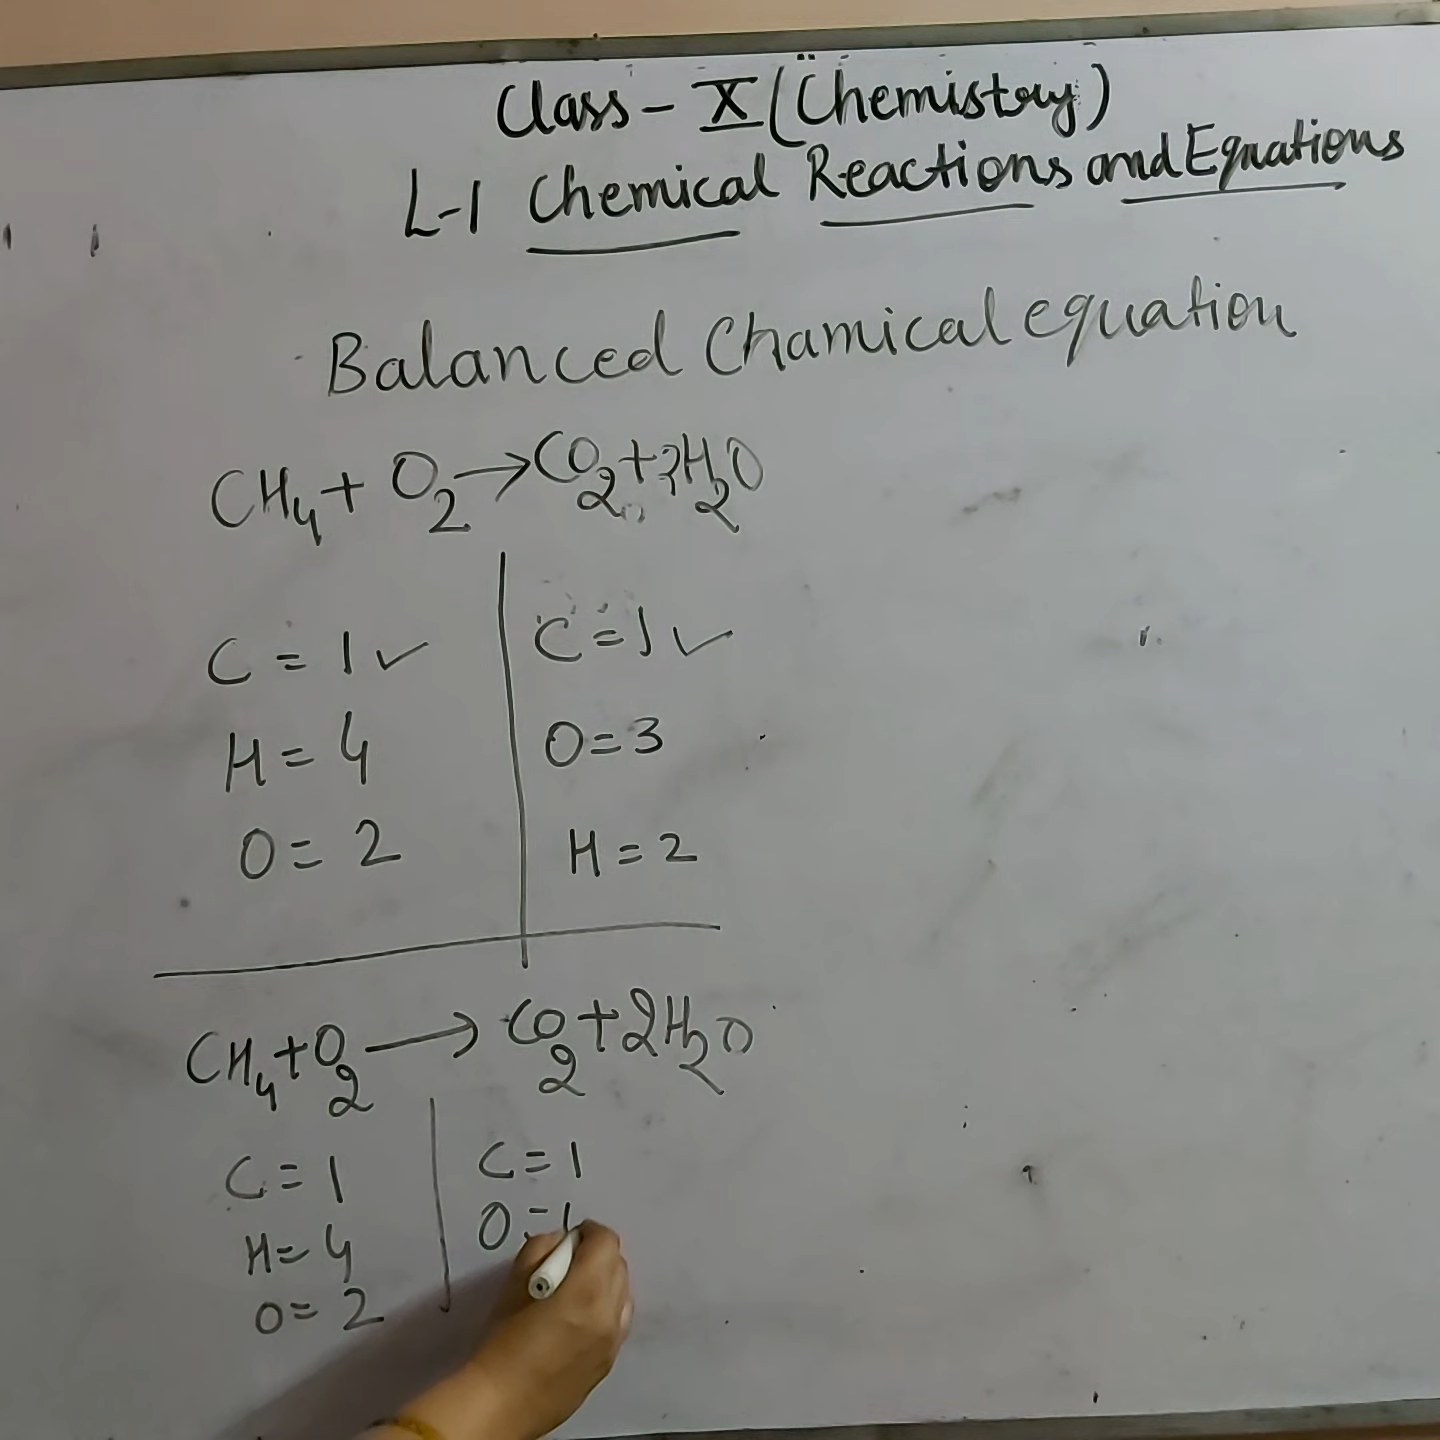 Class - X (Chemistry)
L-1 Chemical Reactions and Equations
Balanced Chamical equation
CH4 + O2 → CO2 + H2O
C = 1 ✓ C = 1 ✓
H = 4 O = 3
O = 2 H = 2
CH4 + O2 → CO2 + 2H2O
C = 1 C = 1
H = 4 O =
O = 2